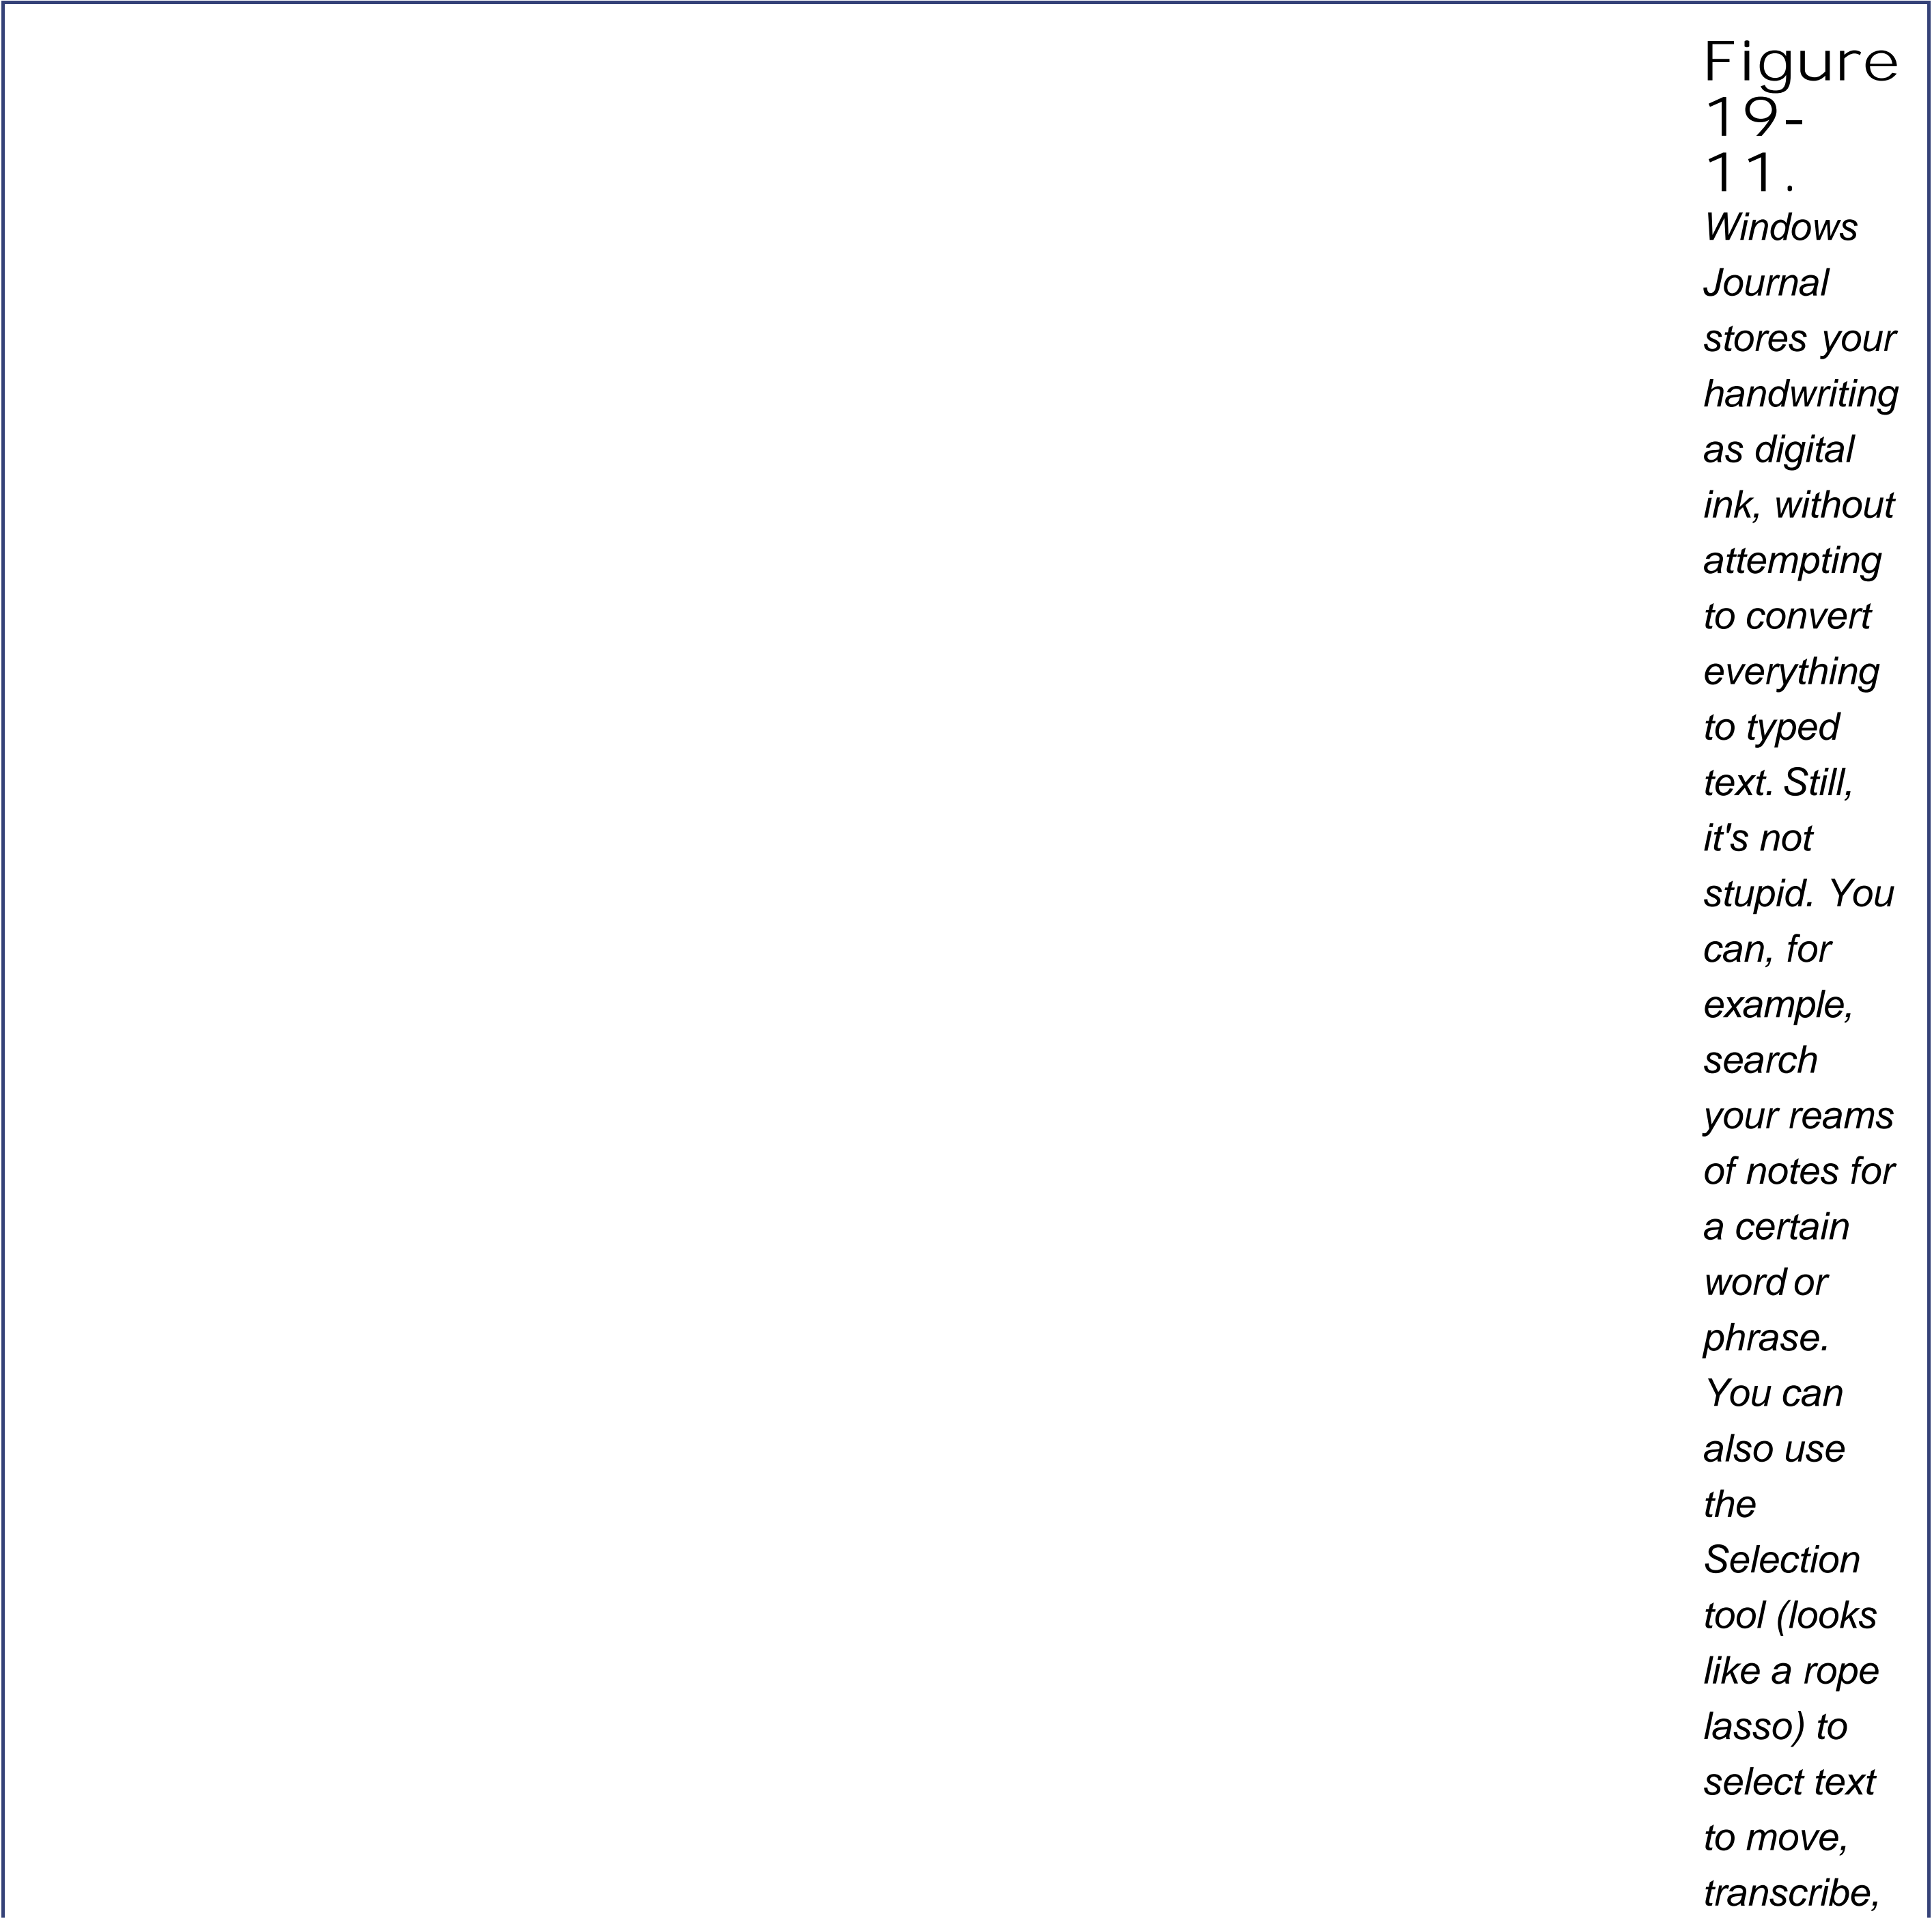 Figure
19-
11.
Windows
Journal
stores your
handwriting
as digital
ink, without
attempting
to convert
everything
to typed
text. Still,
it's not
stupid. You
can, for
example,
search
your reams
of notes for
a certain
word or
phrase.
You can
also use
the
Selection
tool (looks
like a rope
lasso) to
select text
to move,
transcribe,